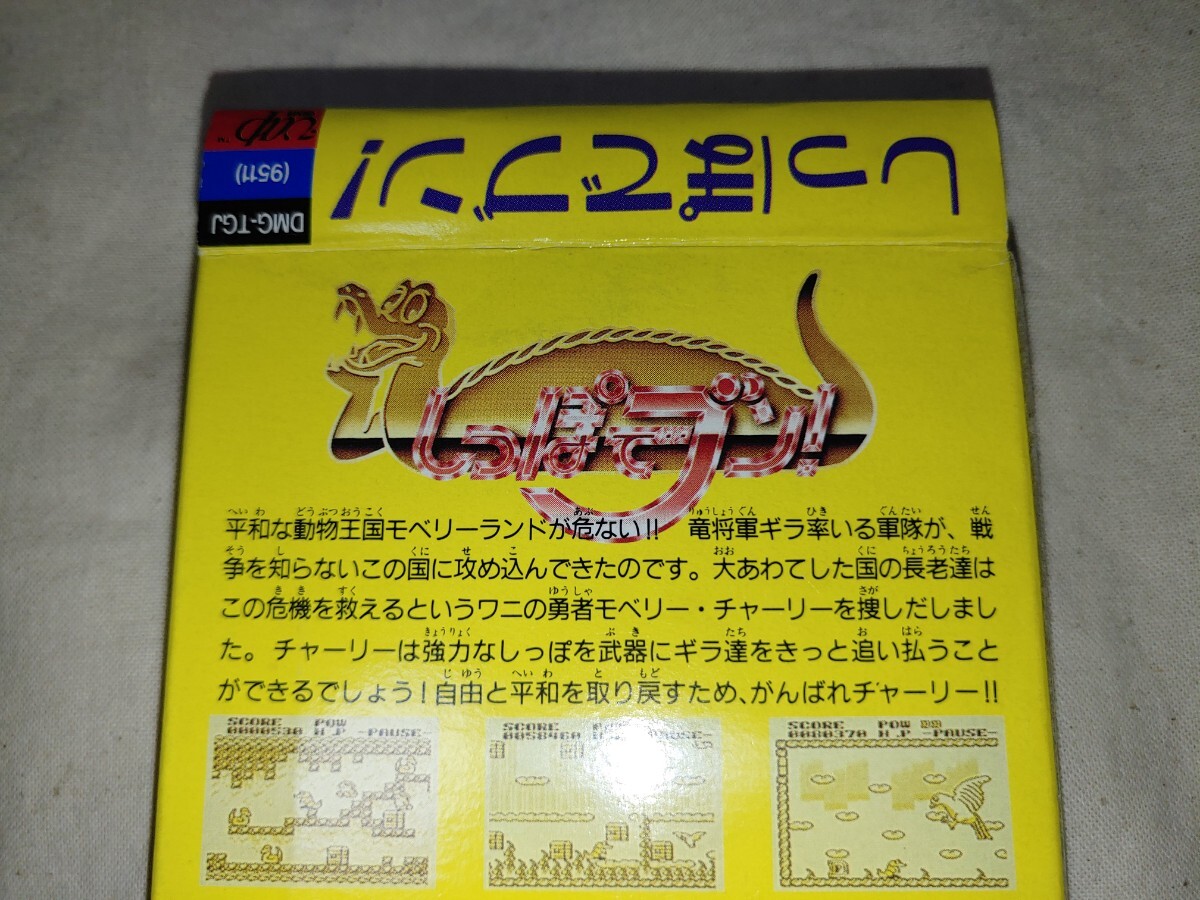 しっぽでブン!
DMG-TGJ
(9511)
しっぽでブン!
平和な動物王国モベリーランドが危ない!! 竜将軍ギラ率いる軍隊が、戦
争を知らないこの国に攻め込んできたのです。大あわてした国の長老達は
この危機を救えるというワニの勇者モベリー・チャーリーを捜しだしまし
た。チャーリーは強力なしっぽを武器にギラ達をきっと追い払うこと
ができるでしょう!自由と平和を取り戻すため、がんばれチャーリー!!
SCORE POW
0000530 H.P -PAUSE-
SCORE
0058460
SCORE POW
0080370 H.P -PAUSE-